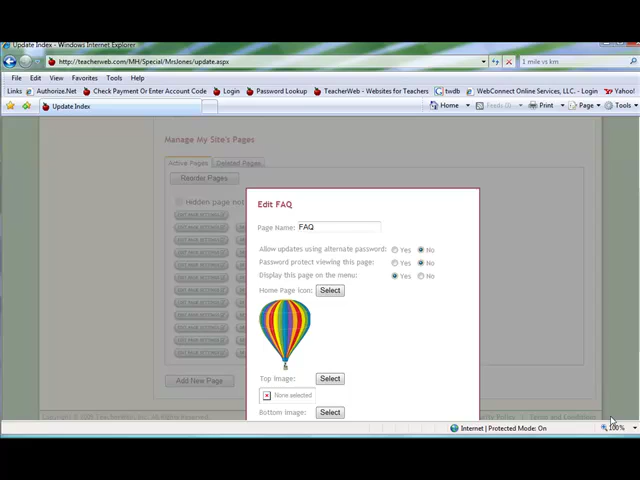 Update Index - Windows Internet Explorer
http://teacherweb.com/MH/Special/MrsJones/update.aspx
1 mile vs km
File Edit View Favorites Tools Help
Links Authorize.Net Check Payment Or Enter Account Code Login Password Lookup TeacherWeb - Websites for Teachers twdb WebConnect Online Services, LLC. - Login Yahoo!
Update Index
Home Feeds (0) Print Page Tools
Manage My Site's Pages
Active Pages Deleted Pages
Reorder Pages
Hidden page not
Edit FAQ
Page Name: FAQ
Allow updates using alternate password: Yes No
Password protect viewing this page: Yes No
Display this page on the menu: Yes No
Home Page icon: Select
Top Image: Select
None selected
Add New Page
Bottom Image: Select
Internet | Protected Mode: On
100%